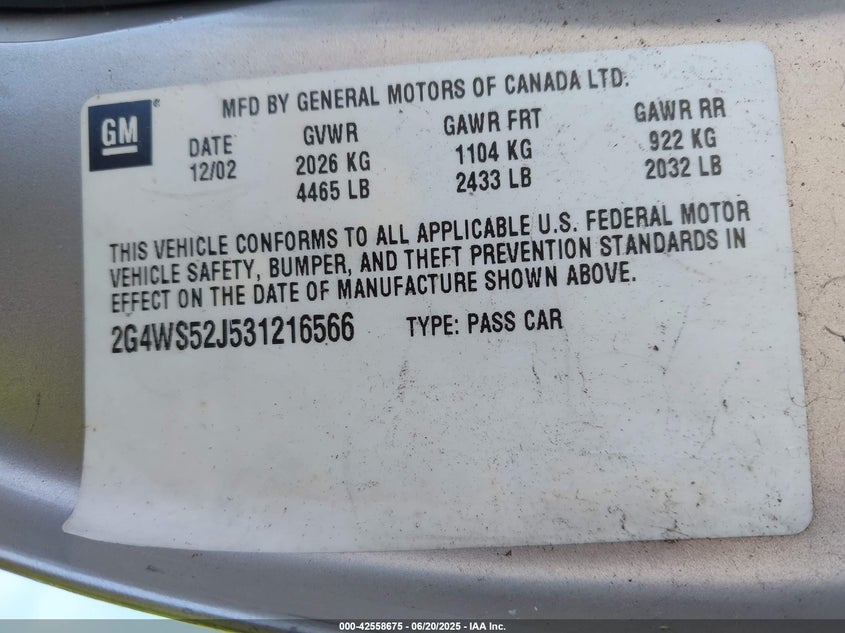 MFD BY GENERAL MOTORS OF CANADA LTD.
GM®
DATE GVWR GAWR FRT GAWR RR
12/02 2026 KG 1104 KG 922 KG
4465 LB 2433 LB 2032 LB
THIS VEHICLE CONFORMS TO ALL APPLICABLE U.S. FEDERAL MOTOR
VEHICLE SAFETY, BUMPER, AND THEFT PREVENTION STANDARDS IN
EFFECT ON THE DATE OF MANUFACTURE SHOWN ABOVE.
2G4WS52J531216566 TYPE: PASS CAR
000-42558675 - 06/20/2025 - IAA Inc.